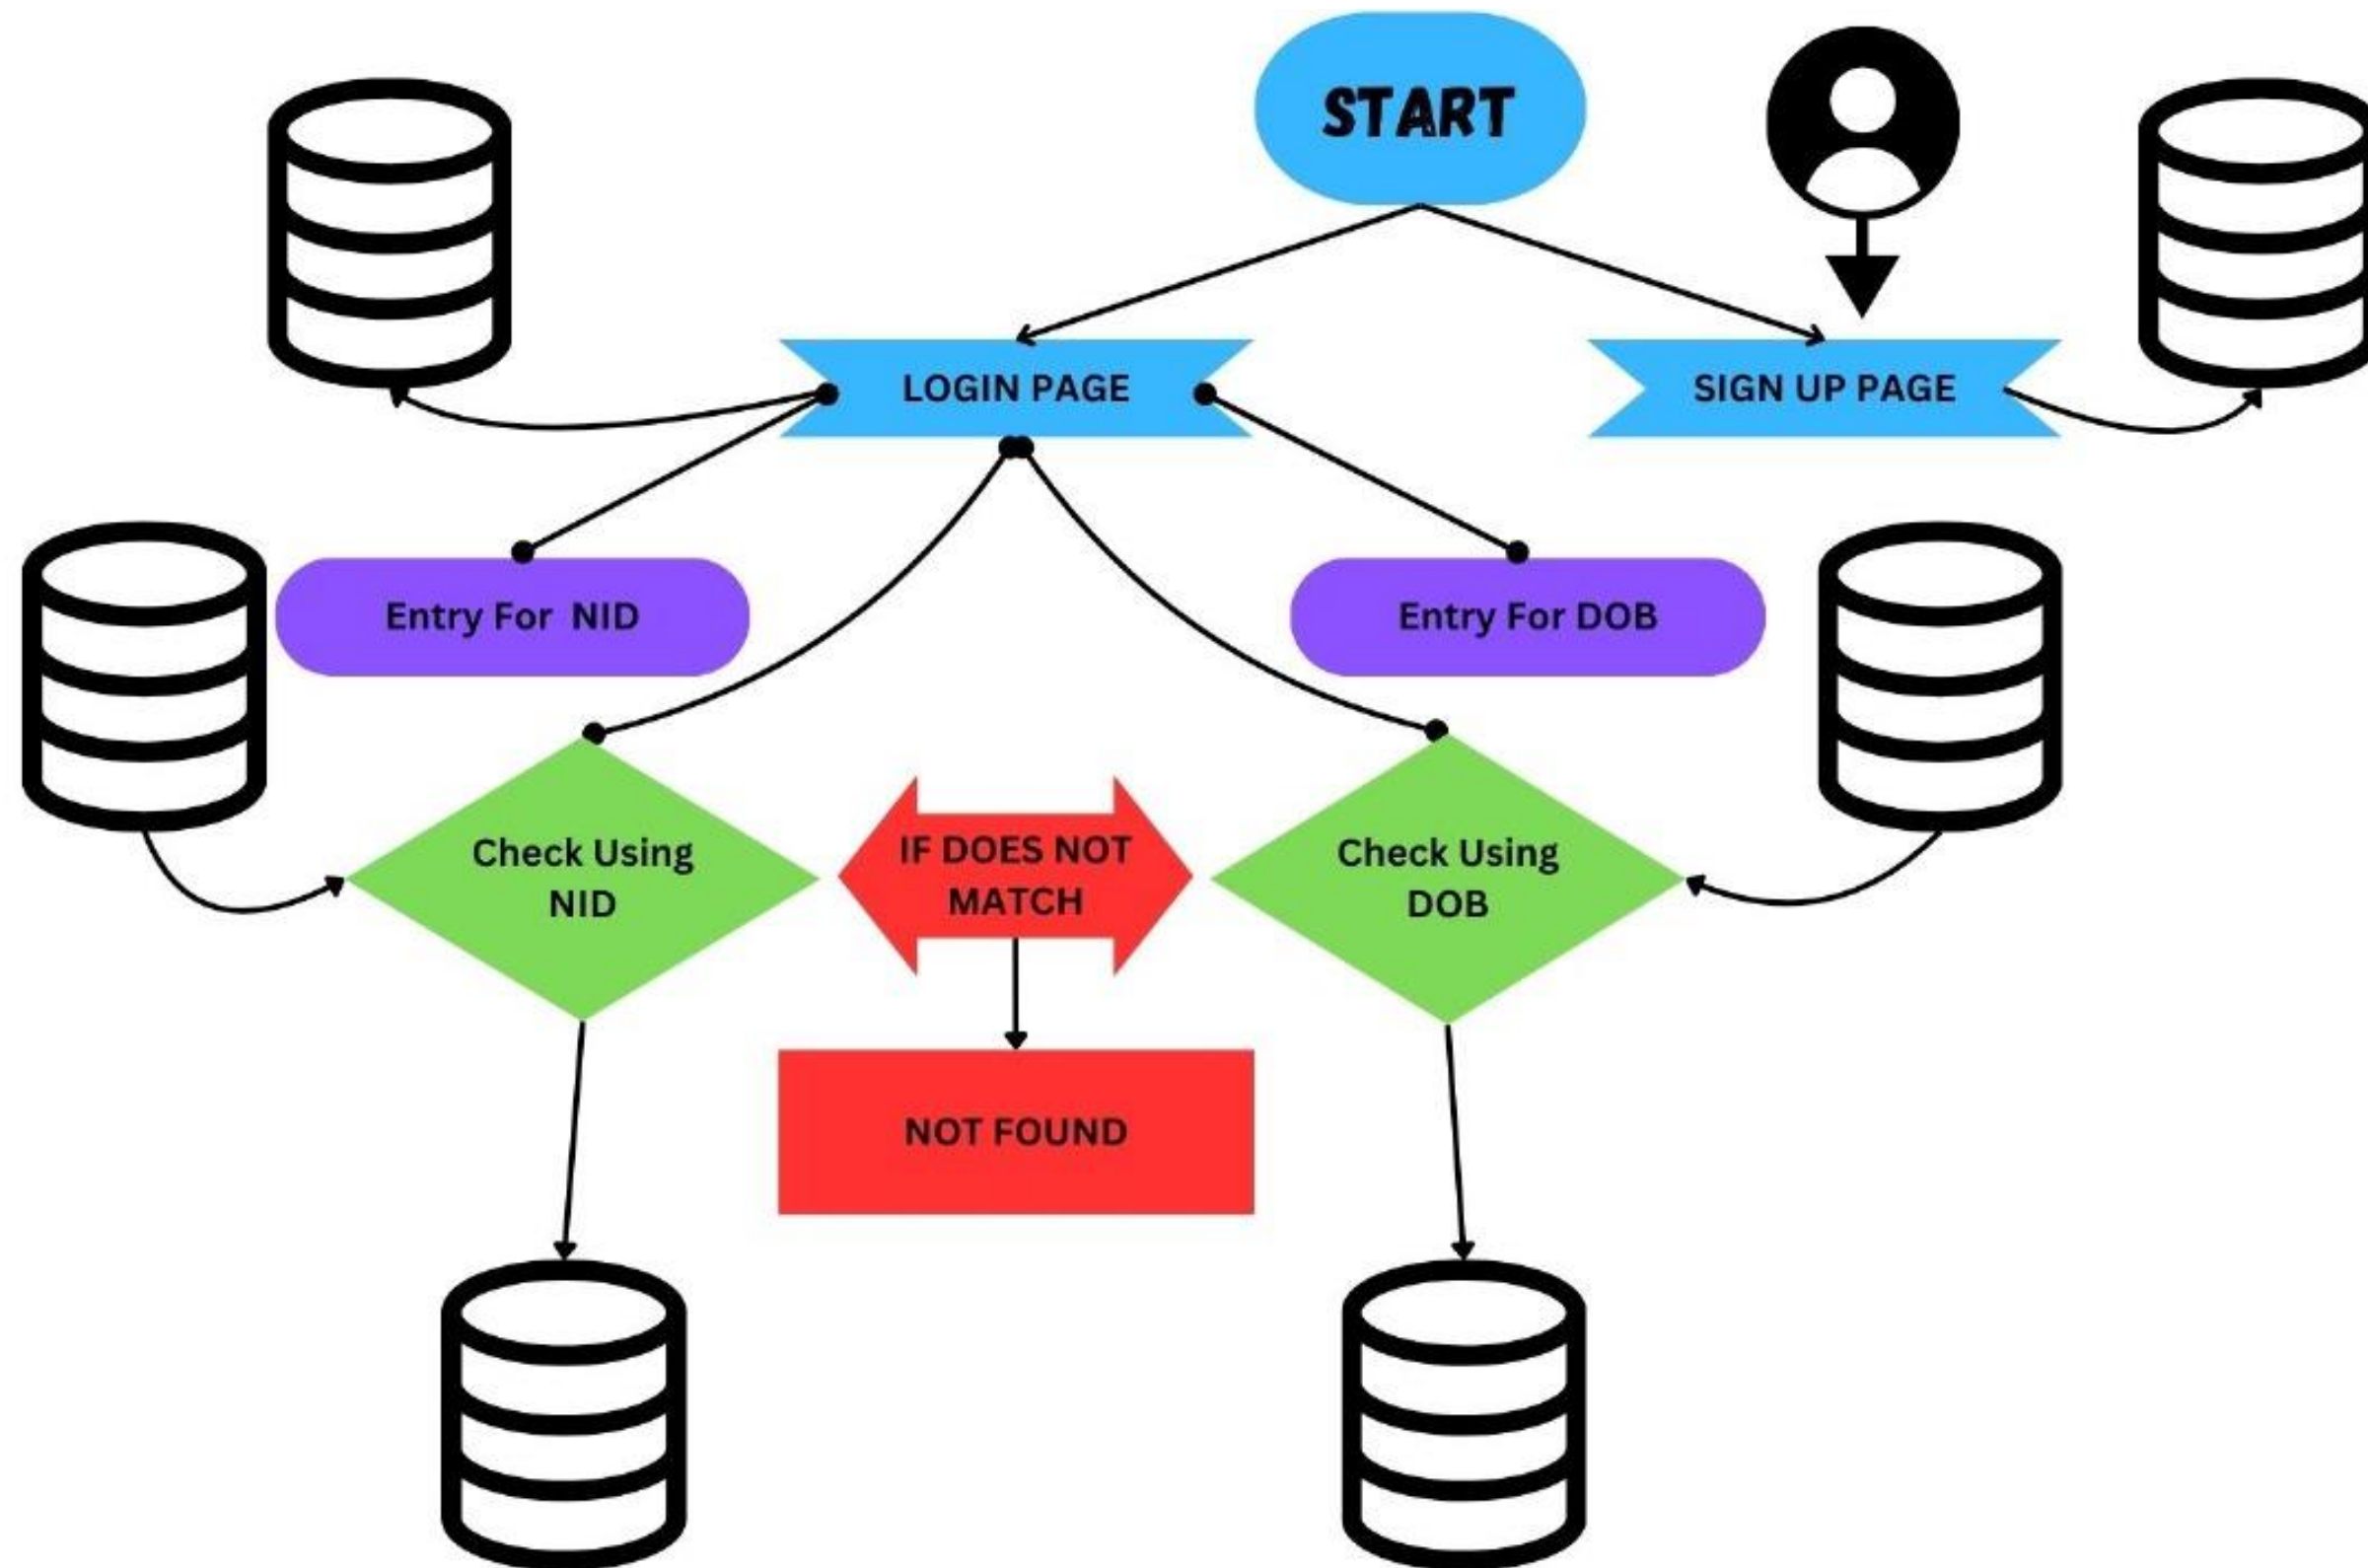 START
LOGIN PAGE
SIGN UP PAGE
Entry For NID
Entry For DOB
Check Using
NID
IF DOES NOT
MATCH
Check Using
DOB
NOT FOUND